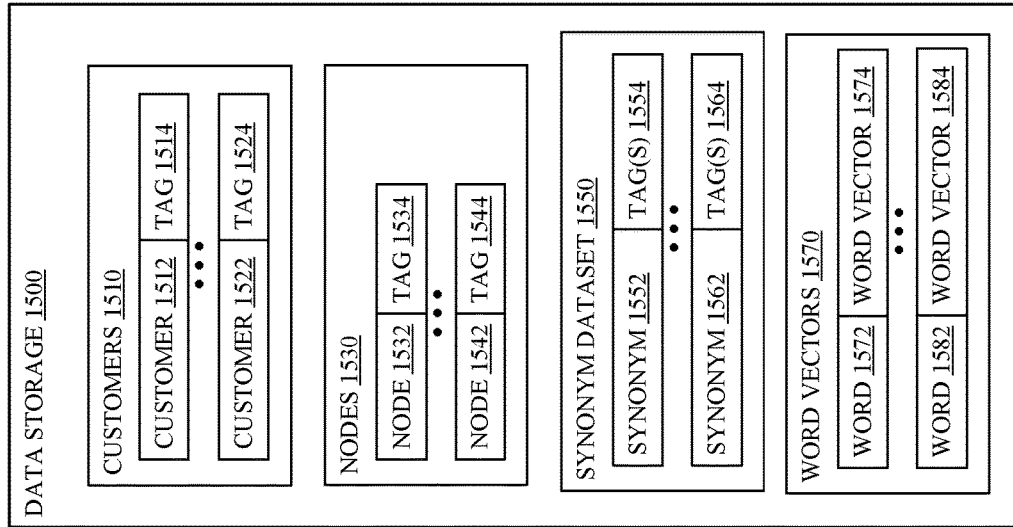 DATA STORAGE 1500
CUSTOMERS 1510
CUSTOMER 1512 TAG 1514
CUSTOMER 1522 TAG 1524
NODES 1530
NODE 1532 TAG 1534
NODE 1542 TAG 1544
SYNONYM DATASET 1550
SYNONYM 1552 TAG(S) 1554
SYNONYM 1562 TAG(S) 1564
WORD VECTORS 1570
WORD 1572 WORD VECTOR 1574
WORD 1582 WORD VECTOR 1584